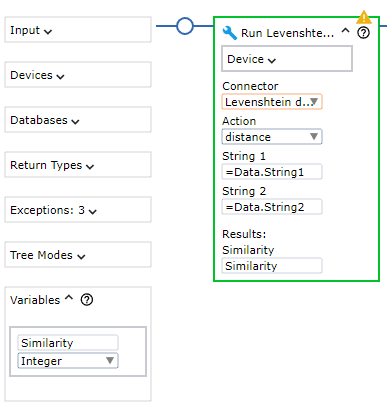 Input
Devices
Databases
Return Types
Exceptions: 3
Tree Modes
Variables
Similarity
Integer
Run Levenshte...
Device
Connector
Levenshtein d...
Action
distance
String 1
=Data.String1
String 2
=Data.String2
Results:
Similarity
Similarity